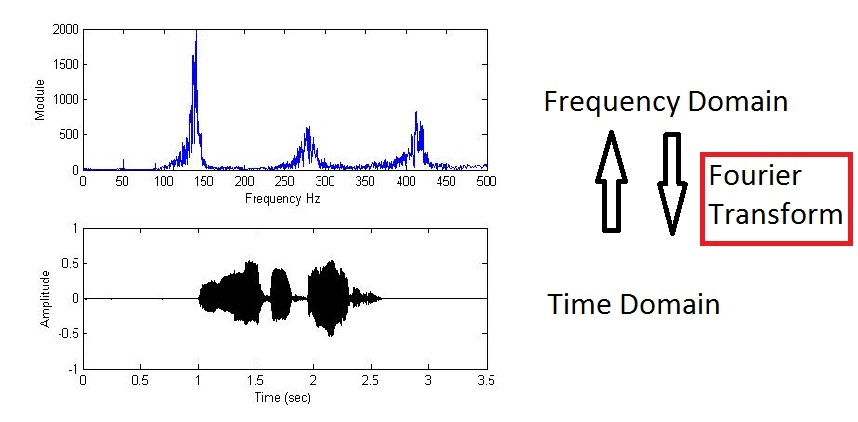 2000
1500
1000
500
0
Module
0 50 100 150 200 250 300 350 400 450 500
Frequency Hz
1
0.5
0
-0.5
-1
Amplitude
0 0.5 1 1.5 2 2.5 3 3.5
Time (sec)
Frequency Domain
Fourier
Transform
Time Domain